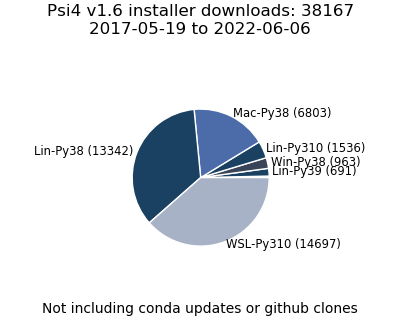 Psi4 v1.6 installer downloads: 38167
2017-05-19 to 2022-06-06
Mac-Py38 (6803)
Lin-Py310 (1536)
Lin-Py38 (13342)
Win-Py38 (963)
Lin-Py39 (691)
WSL-Py310 (14697)
Not including conda updates or github clones